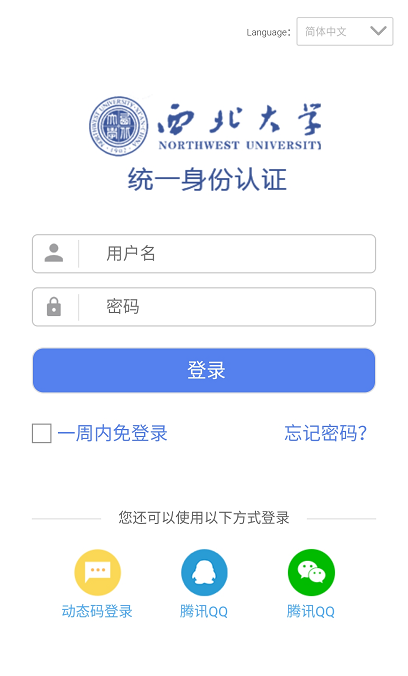 Language: 简体中文
西北大学
NORTHWEST UNIVERSITY
统一身份认证
用户名
密码
登录
一周内免登录 忘记密码?
您还可以使用以下方式登录
动态码登录 腾讯QQ 腾讯QQ